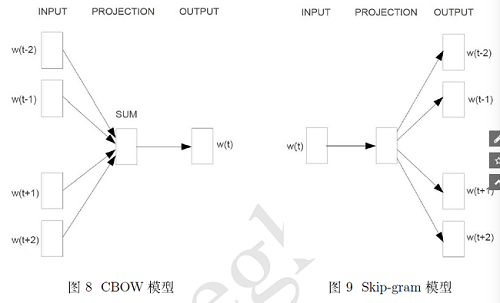 INPUT PROJECTION OUTPUT
w(t-2)
w(t-1)
SUM
w(t)
w(t+1)
w(t+2)
图 8 CBOW 模型
INPUT PROJECTION OUTPUT
w(t-2)
w(t-1)
w(t)
w(t+1)
w(t+2)
图 9 Skip-gram 模型